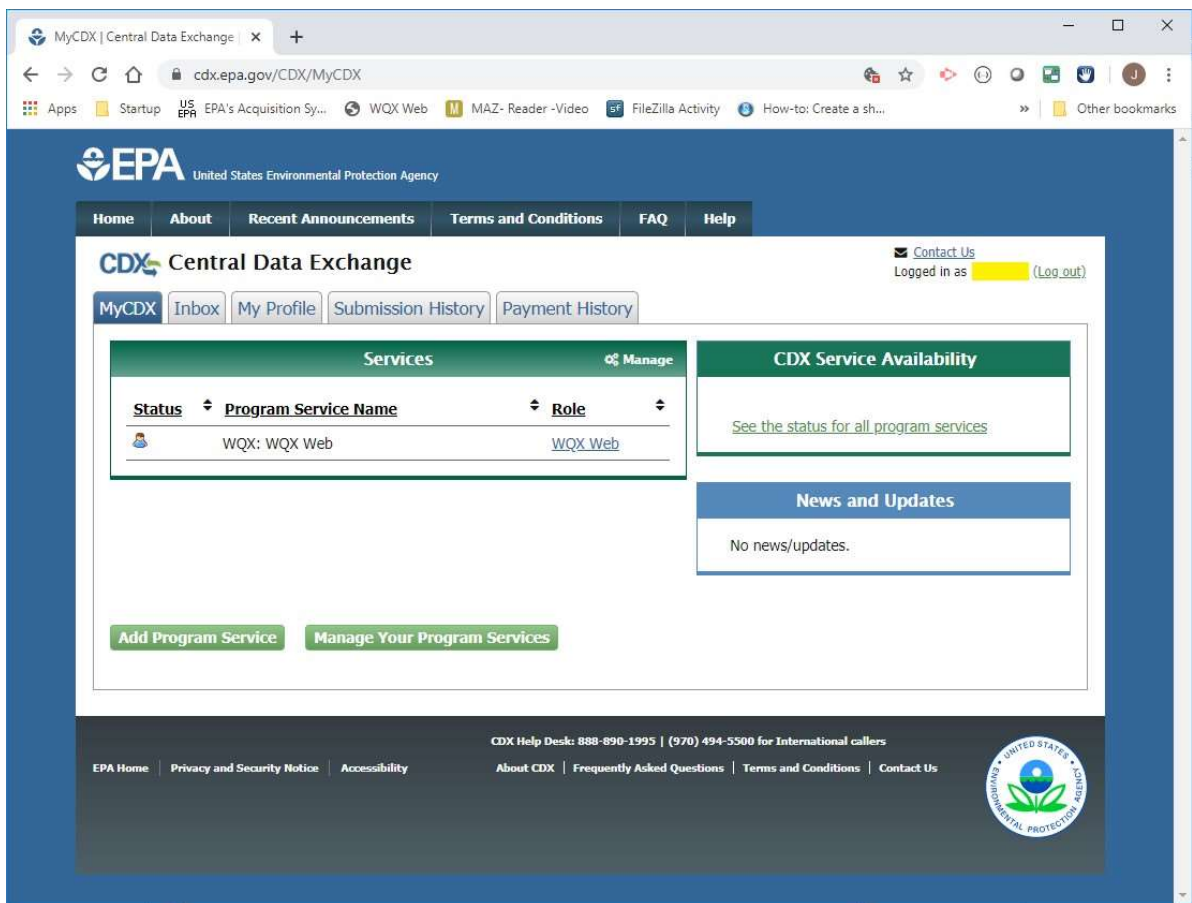 MyCDX | Central Data Exchange |
cdx.epa.gov/CDX/MyCDX
J
Apps Startup US EPA EPA's Acquisition Sy... WQX Web M MAZ- Reader -Video sf FileZilla Activity How-to: Create a sh... » Other bookmarks
EPA United States Environmental Protection Agency
Home About Recent Announcements Terms and Conditions FAQ Help
CDX Central Data Exchange
Contact Us
Logged in as (Log out)
MyCDX Inbox My Profile Submission History Payment History
Services Manage
CDX Service Availability
Status Program Service Name Role
WQX: WQX Web WQX Web
See the status for all program services
News and Updates
No news/updates.
Add Program Service Manage Your Program Services
CDX Help Desk: 888-890-1995 | (970) 494-5500 for International callers
EPA Home | Privacy and Security Notice | Accessibility About CDX | Frequently Asked Questions | Terms and Conditions | Contact Us
UNITED STATES ENVIRONMENTAL PROTECTION AGENCY